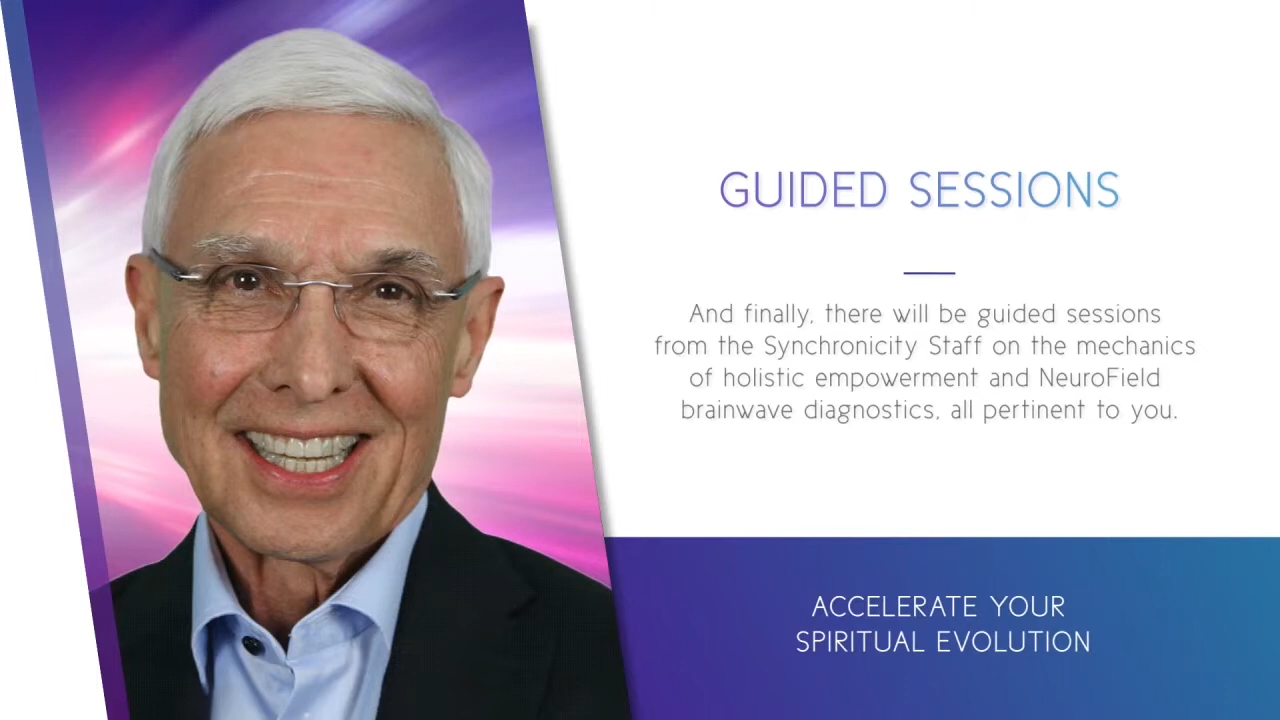 GUIDED SESSIONS
And finally, there will be guided sessions
from the Synchronicity Staff on the mechanics
of holistic empowerment and NeuroField
brainwave diagnostics, all pertinent to you.
ACCELERATE YOUR
SPIRITUAL EVOLUTION